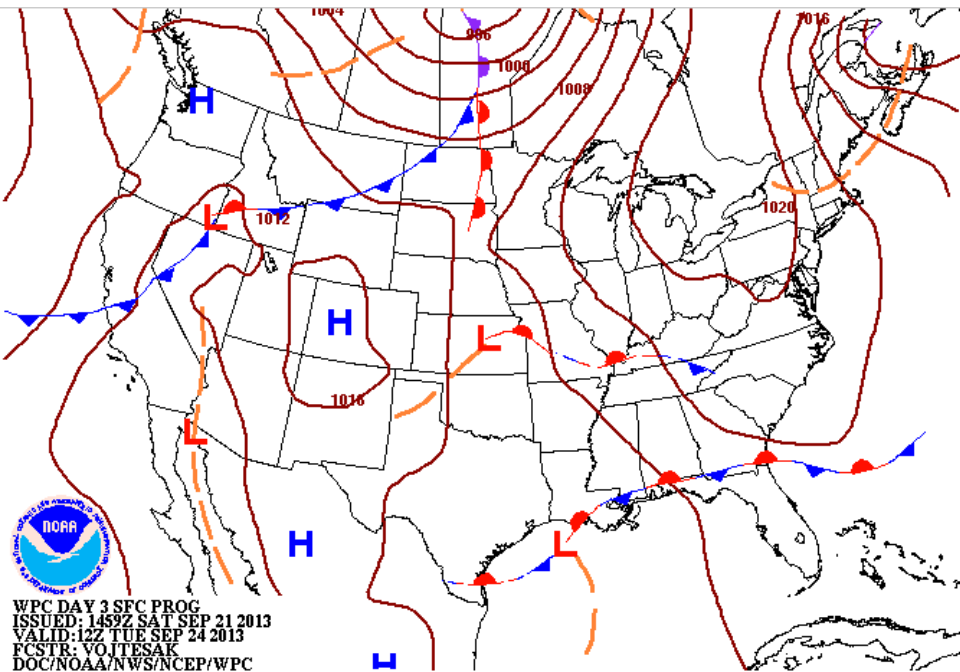 1004
1016
996
1000
1008
H
1020
L
1012
H
L
1016
L
H
L
NOAA
WPC DAY 3 SFC PROG
ISSUED: 1459Z SAT SEP 21 2013
VALID:12Z TUE SEP 24 2013
FCSTR: VOJTESAK
DOC/NOAA/NWS/NCEP/WPC
H